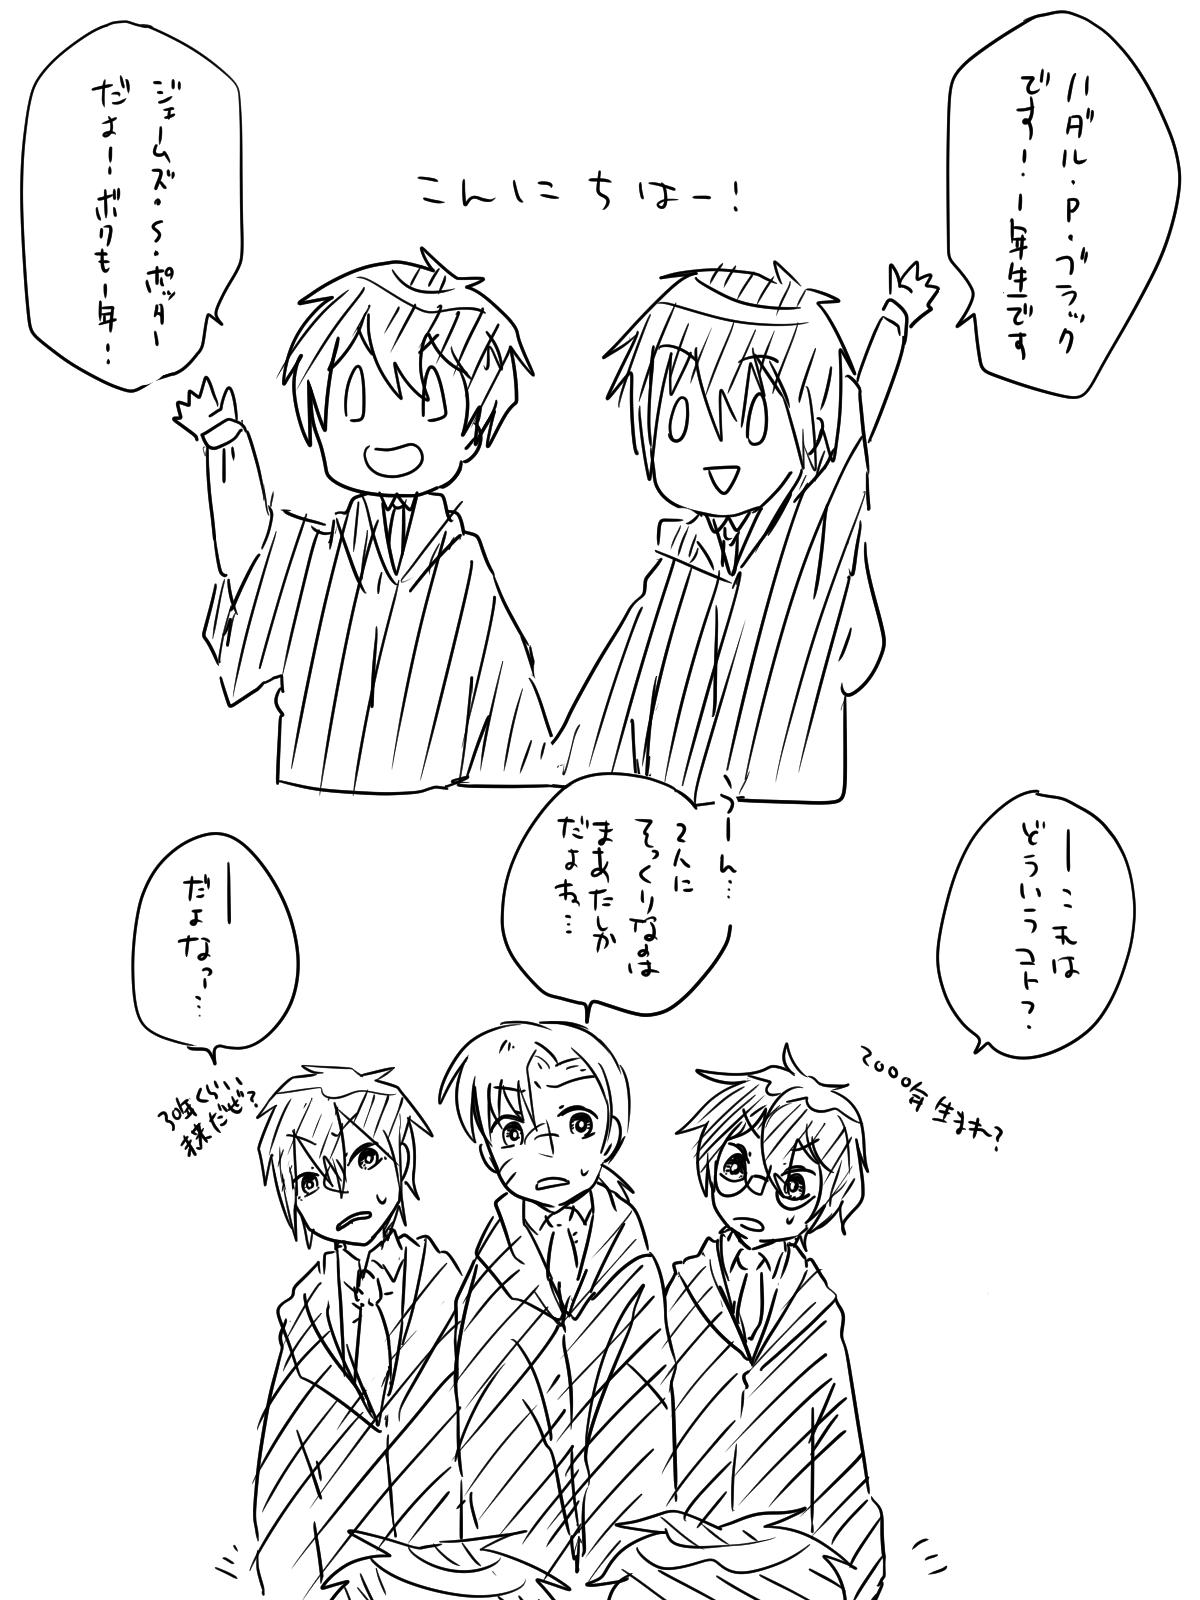 ハダル・P・ブラック
です!.1年生です
こんにちはー!
ジェームズ・S・ポッター
だよ!ボクも1年!.
ーこれは
どういうコト?.
うーん…
2人に
そっくりなのは
まあたしか
だよね…
ー
だよなっ…
2000年生まれ?
30年くらい
未来だぜ?